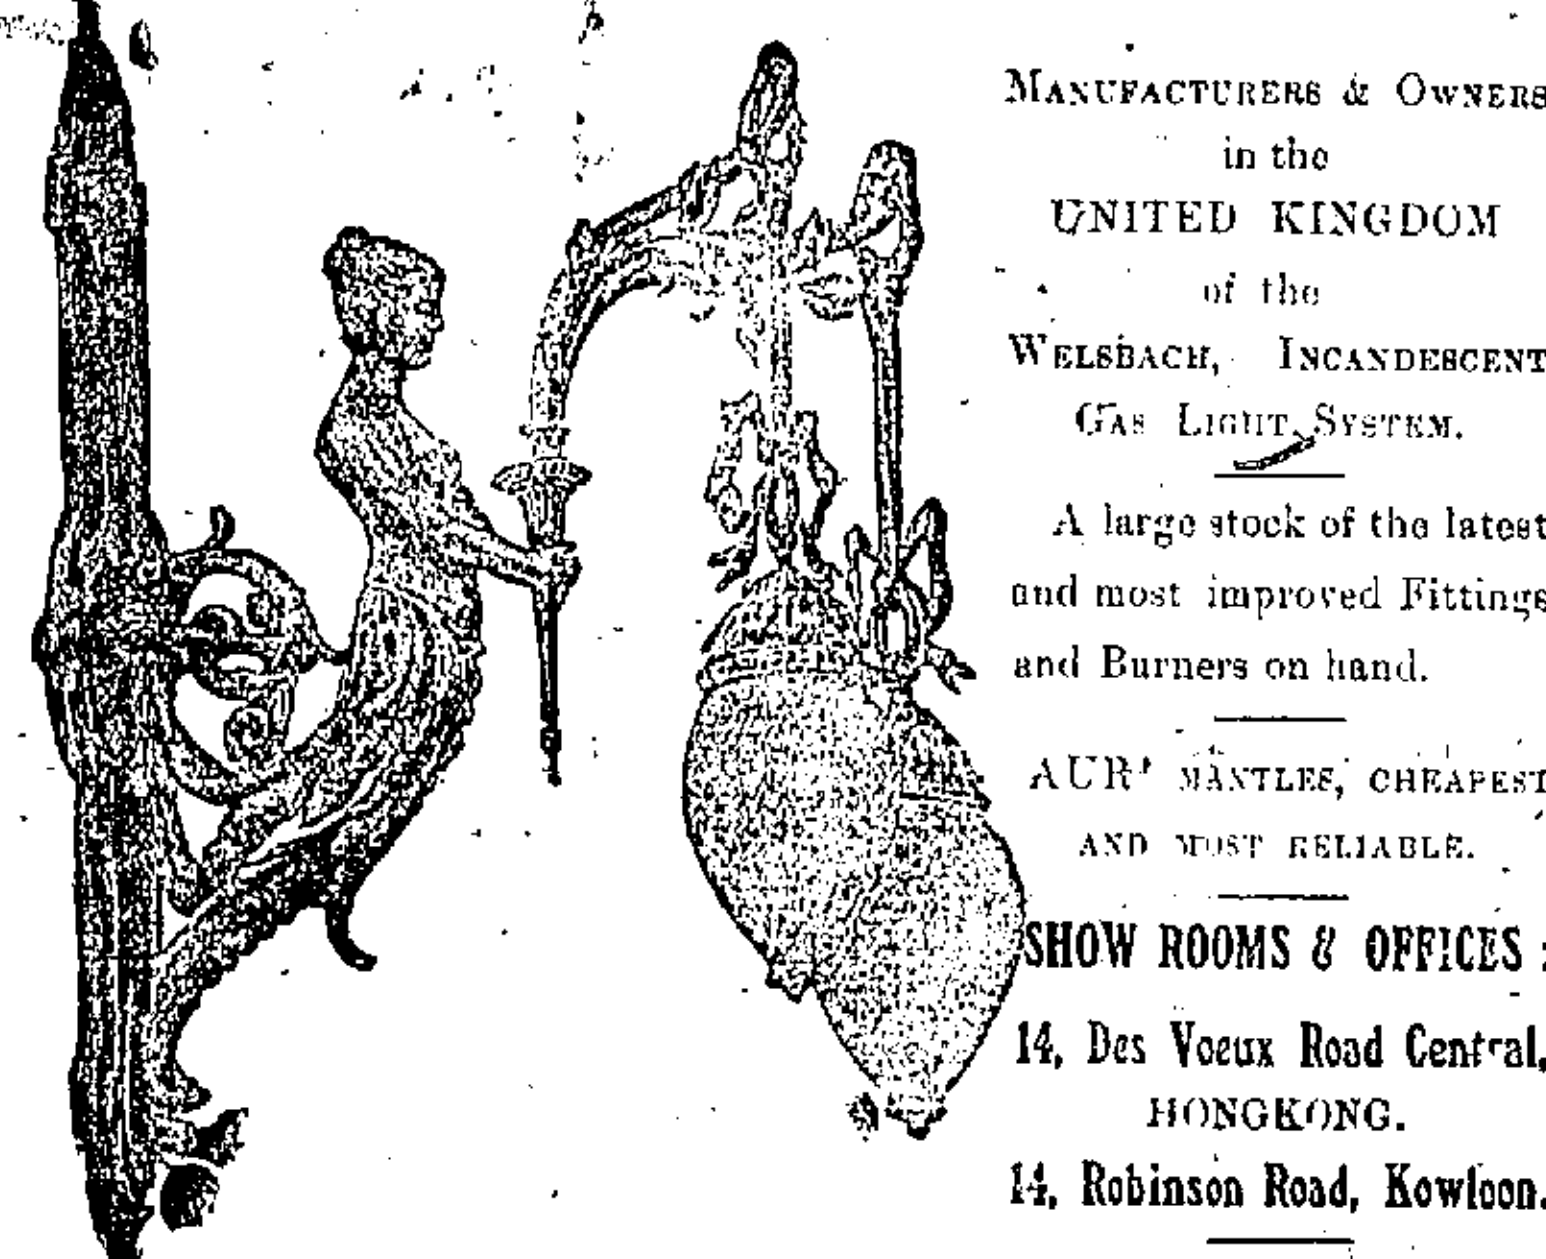 MANUFACTURERS & OWNERS
in the
UNITED KINGDOM
of the
WELSBACH, INCANDESCENT
GAS LIGHT SYSTEM.
A large stock of the latest
and most improved Fittings
and Burners on hand.
AUR' MANTLES, CHEAPEST
AND MOST RELIABLE.
SHOW ROOMS & OFFICES:
14, Des Voeux Road Central,
HONGKONG.
14, Robinson Road, Kowloon.